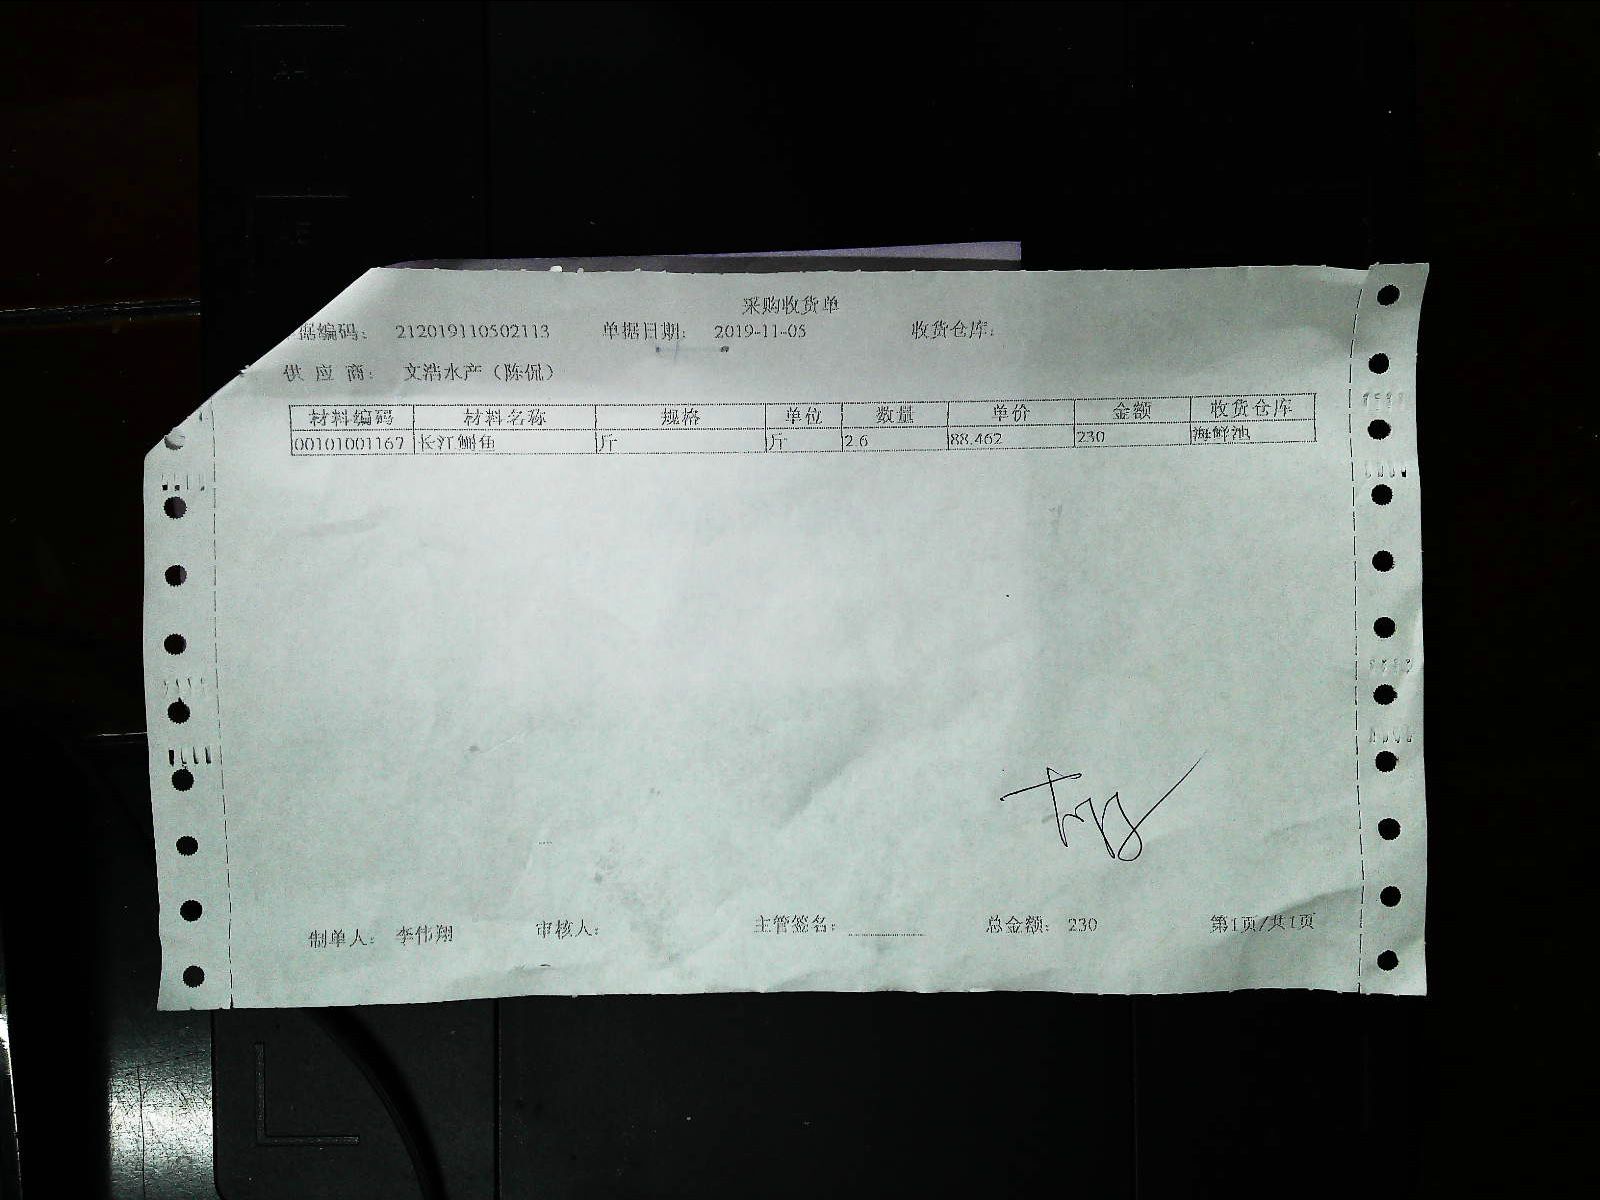 采购收货单
据编码: 212019110502113 单据日期: 2019-11-05 收货仓库:
供 应 商: 文浩水产（陈侃）
材料编码 材料名称 规格 单位 数量 单价 金额 收货仓库
00101001167 长江鮰鱼 斤 斤 2.6 88.462 230 海鲜池
制单人: 李伟翔 审核人: 主管签名: 总金额: 230 第1页/共1页